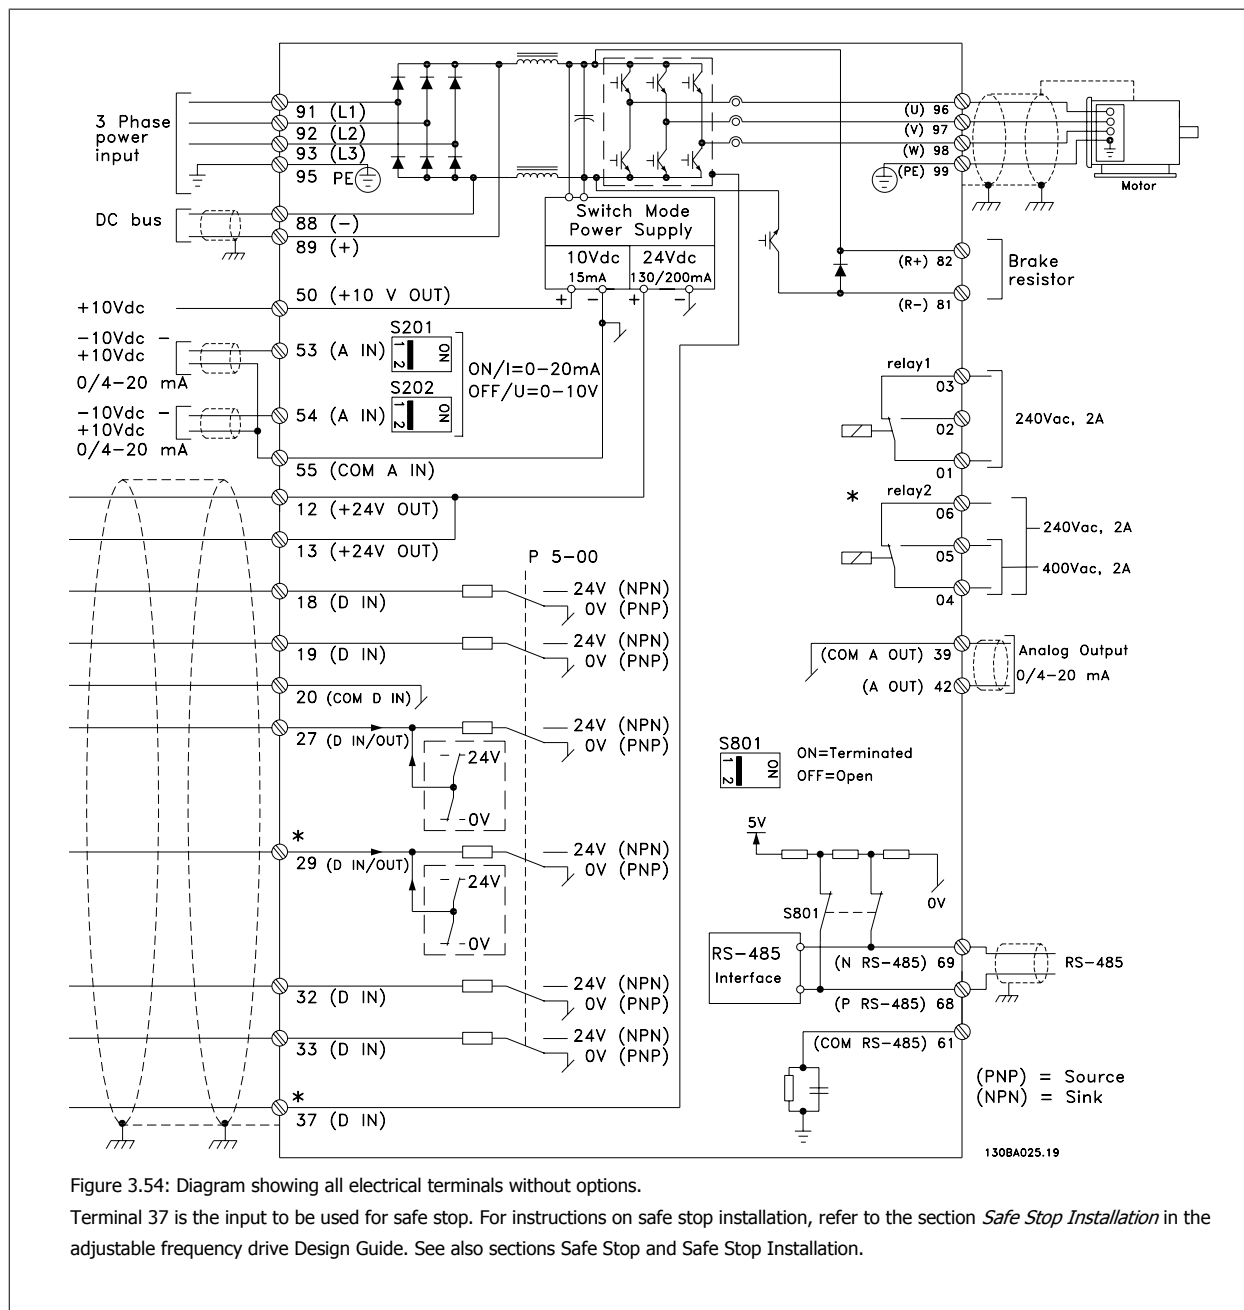 3 Phase
power
input
91 (L1)
92 (L2)
93 (L3)
95 PE
DC bus
88 (-)
89 (+)
Switch Mode
Power Supply
10Vdc
15mA
24Vdc
130/200mA
+ - + -
(U) 96
(V) 97
(W) 98
(PE) 99
Motor
(R+) 82
(R-) 81
Brake
resistor
+10Vdc
50 (+10 V OUT)
-10Vdc -
+10Vdc
0/4-20 mA
53 (A IN)
S201
1 2
ON
-10Vdc -
+10Vdc
0/4-20 mA
54 (A IN)
S202
1 2
ON
ON/I=0-20mA
OFF/U=0-10V
55 (COM A IN)
12 (+24V OUT)
13 (+24V OUT)
P 5-00
18 (D IN)
24V (NPN)
0V (PNP)
19 (D IN)
24V (NPN)
0V (PNP)
20 (COM D IN)
27 (D IN/OUT)
24V (NPN)
0V (PNP)
24V
0V
*
29 (D IN/OUT)
24V (NPN)
0V (PNP)
24V
0V
32 (D IN)
24V (NPN)
0V (PNP)
33 (D IN)
24V (NPN)
0V (PNP)
*
37 (D IN)
relay1
03
02
01
240Vac, 2A
*
relay2
06
05
04
240Vac, 2A
400Vac, 2A
(COM A OUT) 39
(A OUT) 42
Analog Output
0/4-20 mA
S801
1 2
ON
ON=Terminated
OFF=Open
5V
S801
0V
RS-485
Interface
(N RS-485) 69
(P RS-485) 68
RS-485
(COM RS-485) 61
(PNP) = Source
(NPN) = Sink
130BA025.19
Figure 3.54: Diagram showing all electrical terminals without options.
Terminal 37 is the input to be used for safe stop. For instructions on safe stop installation, refer to the section Safe Stop Installation in the
adjustable frequency drive Design Guide. See also sections Safe Stop and Safe Stop Installation.